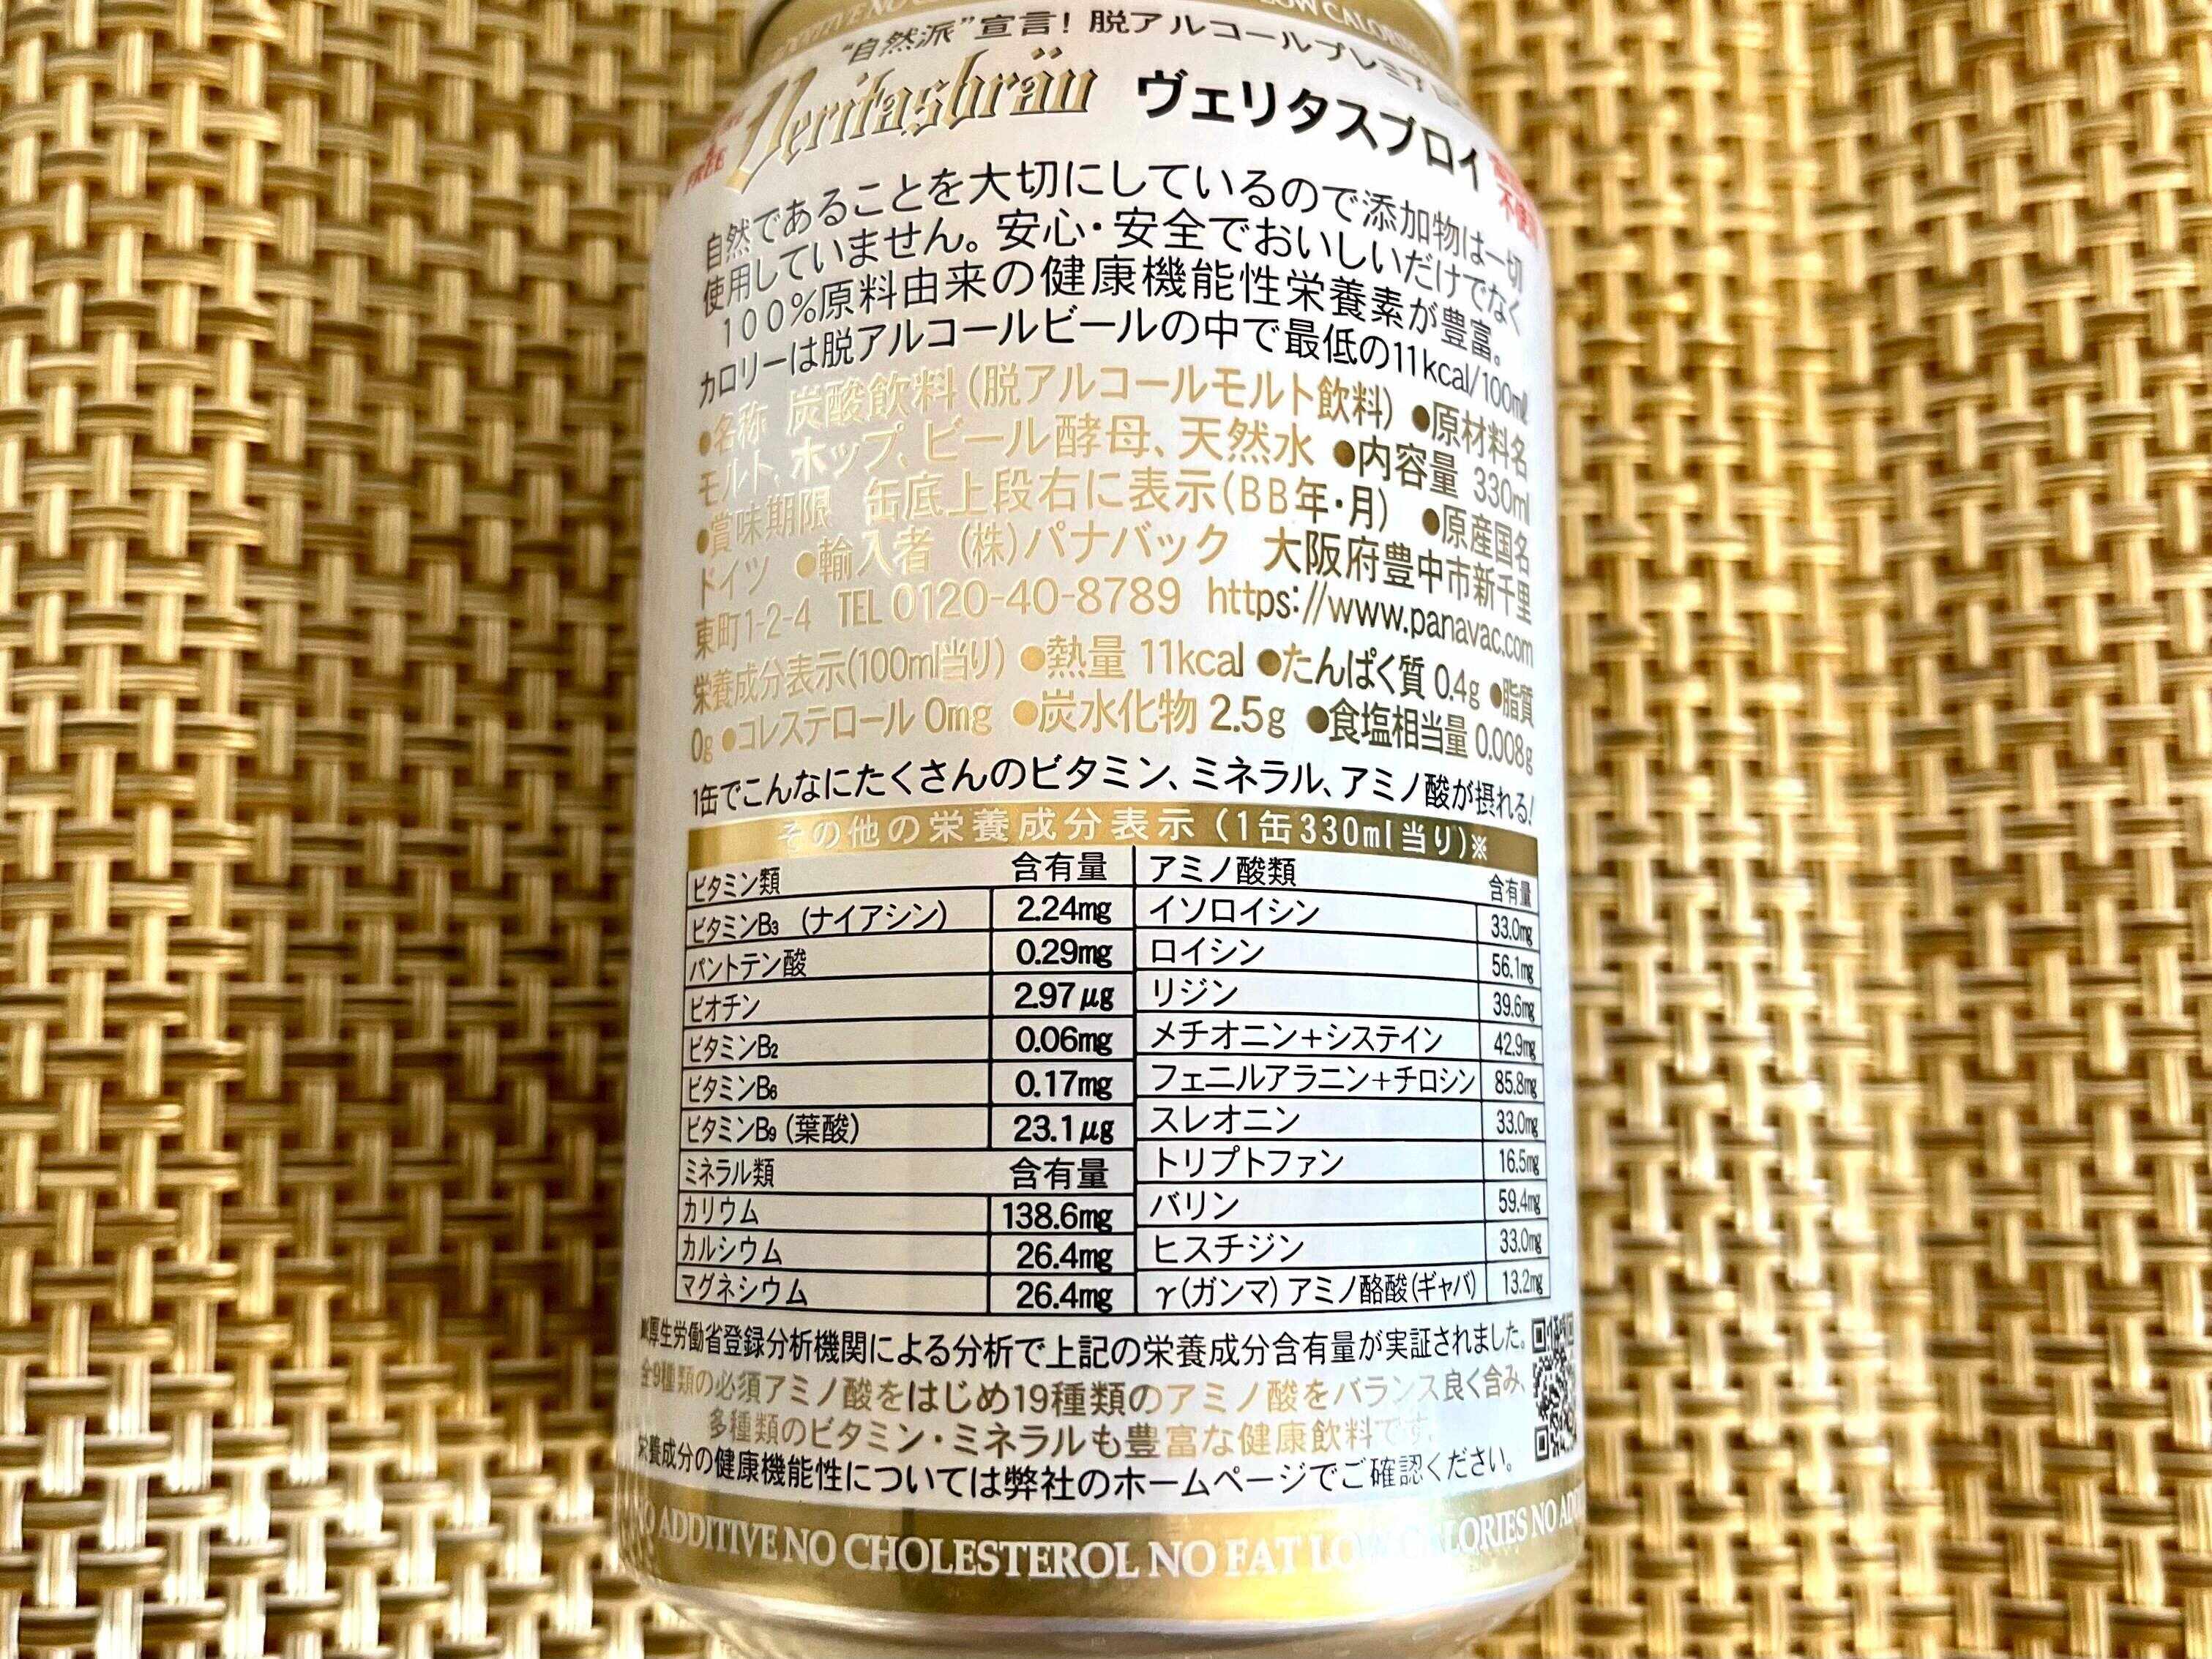 "自然派"宣言!脱アルコールプレミアム
Veritasbräu ヴェリタスブロイ
FREE
自然であることを大切にしているので添加物は一切
使用していません。安心・安全でおいしいだけでなく
100%原料由来の健康機能性栄養素が豊富。
カロリーは脱アルコールビールの中で最低の11kcal/100ml
●名称 炭酸飲料(脱アルコールモルト飲料) ●原材料名
モルト、ホップ、ビール酵母、天然水 ●内容量 330ml
●賞味期限 缶底上段右に表示(BB年・月) ●原産国名
ドイツ ●輸入者 (株)パナバック 大阪府豊中市新千里
東町1-2-4 TEL 0120-40-8789 https://www.panavac.com
栄養成分表示(100ml当り) ●熱量 11kcal ●たんぱく質 0.4g ●脂質
0g ●コレステロール 0mg ●炭水化物 2.5g ●食塩相当量 0.008g
1缶でこんなにたくさんのビタミン、ミネラル、アミノ酸が摂れる!
その他の栄養成分表示(1缶330ml当り)※
ビタミン類 含有量 アミノ酸類 含有量
ビタミンB3 (ナイアシン) 2.24mg イソロイシン 33.0mg
パントテン酸 0.29mg ロイシン 56.1mg
ビオチン 2.97μg リジン 39.6mg
ビタミンB2 0.06mg メチオニン+システイン 42.9mg
ビタミンB6 0.17mg フェニルアラニン+チロシン 85.8mg
ビタミンB9(葉酸) 23.1μg スレオニン 33.0mg
ミネラル類 含有量 トリプトファン 16.5mg
カリウム 138.6mg バリン 59.4mg
カルシウム 26.4mg ヒスチジン 33.0mg
マグネシウム 26.4mg γ(ガンマ)アミノ酪酸(ギャバ) 13.2mg
※厚生労働省登録分析機関による分析で上記の栄養成分含有量が実証されました。
全9種類の必須アミノ酸をはじめ19種類のアミノ酸をバランス良く含み、
多種類のビタミン・ミネラルも豊富な健康飲料です。
栄養成分の健康機能性については弊社のホームページでご確認ください。
NO ADDITIVE NO CHOLESTEROL NO FAT LOW CALORIES NO